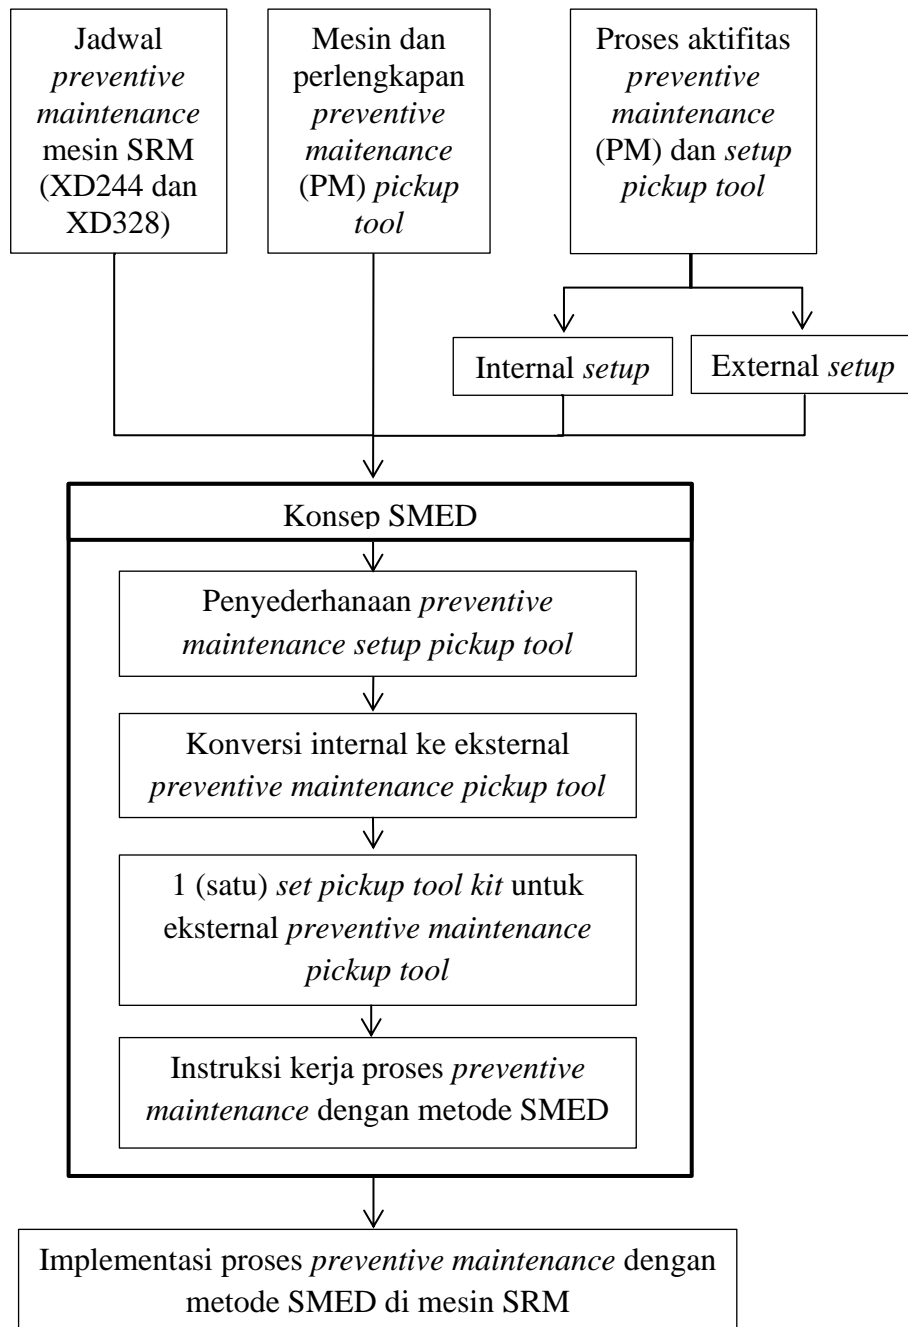 Jadwal
preventive
maintenance
mesin SRM
(XD244 dan
XD328)
Mesin dan
perlengkapan
preventive
maitenance
(PM) pickup
tool
Proses aktifitas
preventive
maintenance
(PM) dan setup
pickup tool
Internal setup
External setup
Konsep SMED
Penyederhanaan preventive
maintenance setup pickup tool
Konversi internal ke eksternal
preventive maintenance pickup tool
1 (satu) set pickup tool kit untuk
eksternal preventive maintenance
pickup tool
Instruksi kerja proses preventive
maintenance dengan metode SMED
Implementasi proses preventive maintenance dengan
metode SMED di mesin SRM